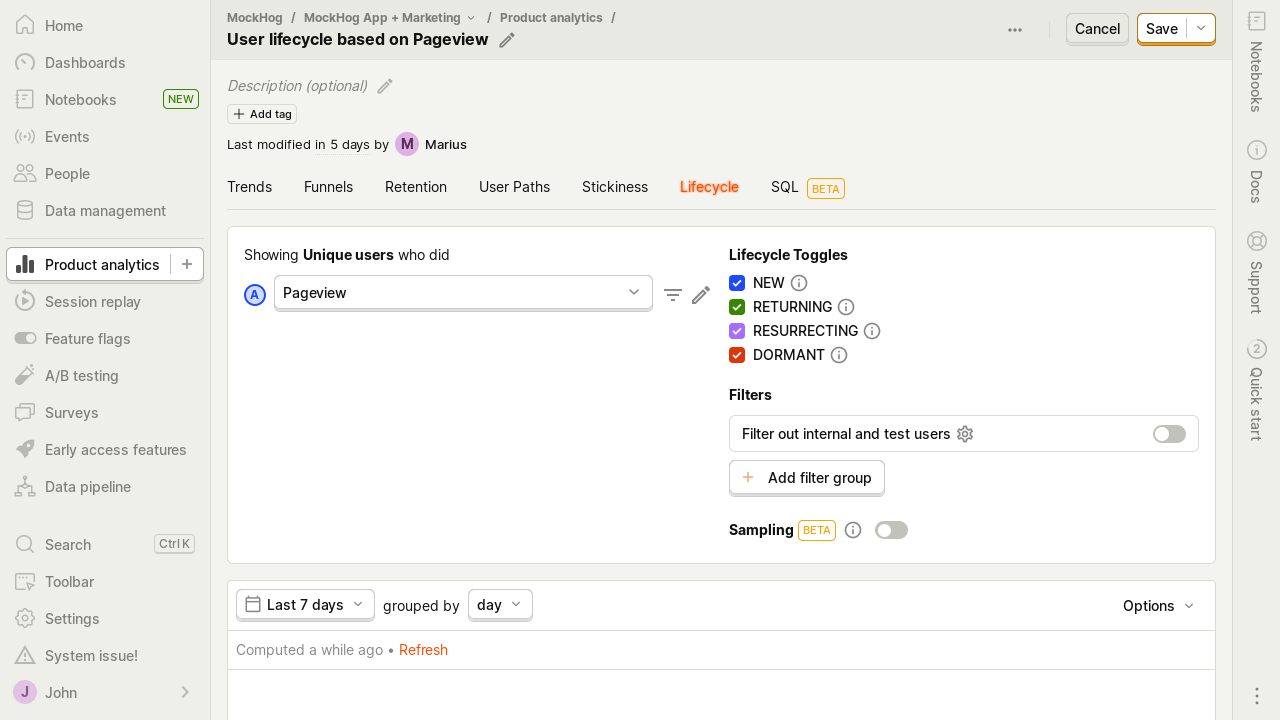 Home
Dashboards
Notebooks NEW
Events
People
Data management
Product analytics
Session replay
Feature flags
A/B testing
Surveys
Early access features
Data pipeline
Search Ctrl K
Toolbar
Settings
System issue!
J John
MockHog / MockHog App + Marketing / Product analytics /
User lifecycle based on Pageview
Cancel Save
Description (optional)
Add tag
Last modified in 5 days by M Marius
Trends Funnels Retention User Paths Stickiness Lifecycle SQL BETA
Showing Unique users who did
A Pageview
Lifecycle Toggles
NEW
RETURNING
RESURRECTING
DORMANT
Filters
Filter out internal and test users
Add filter group
Sampling BETA
Last 7 days grouped by day Options
Computed a while ago • Refresh
Notebooks
Docs
Support
2 Quick start